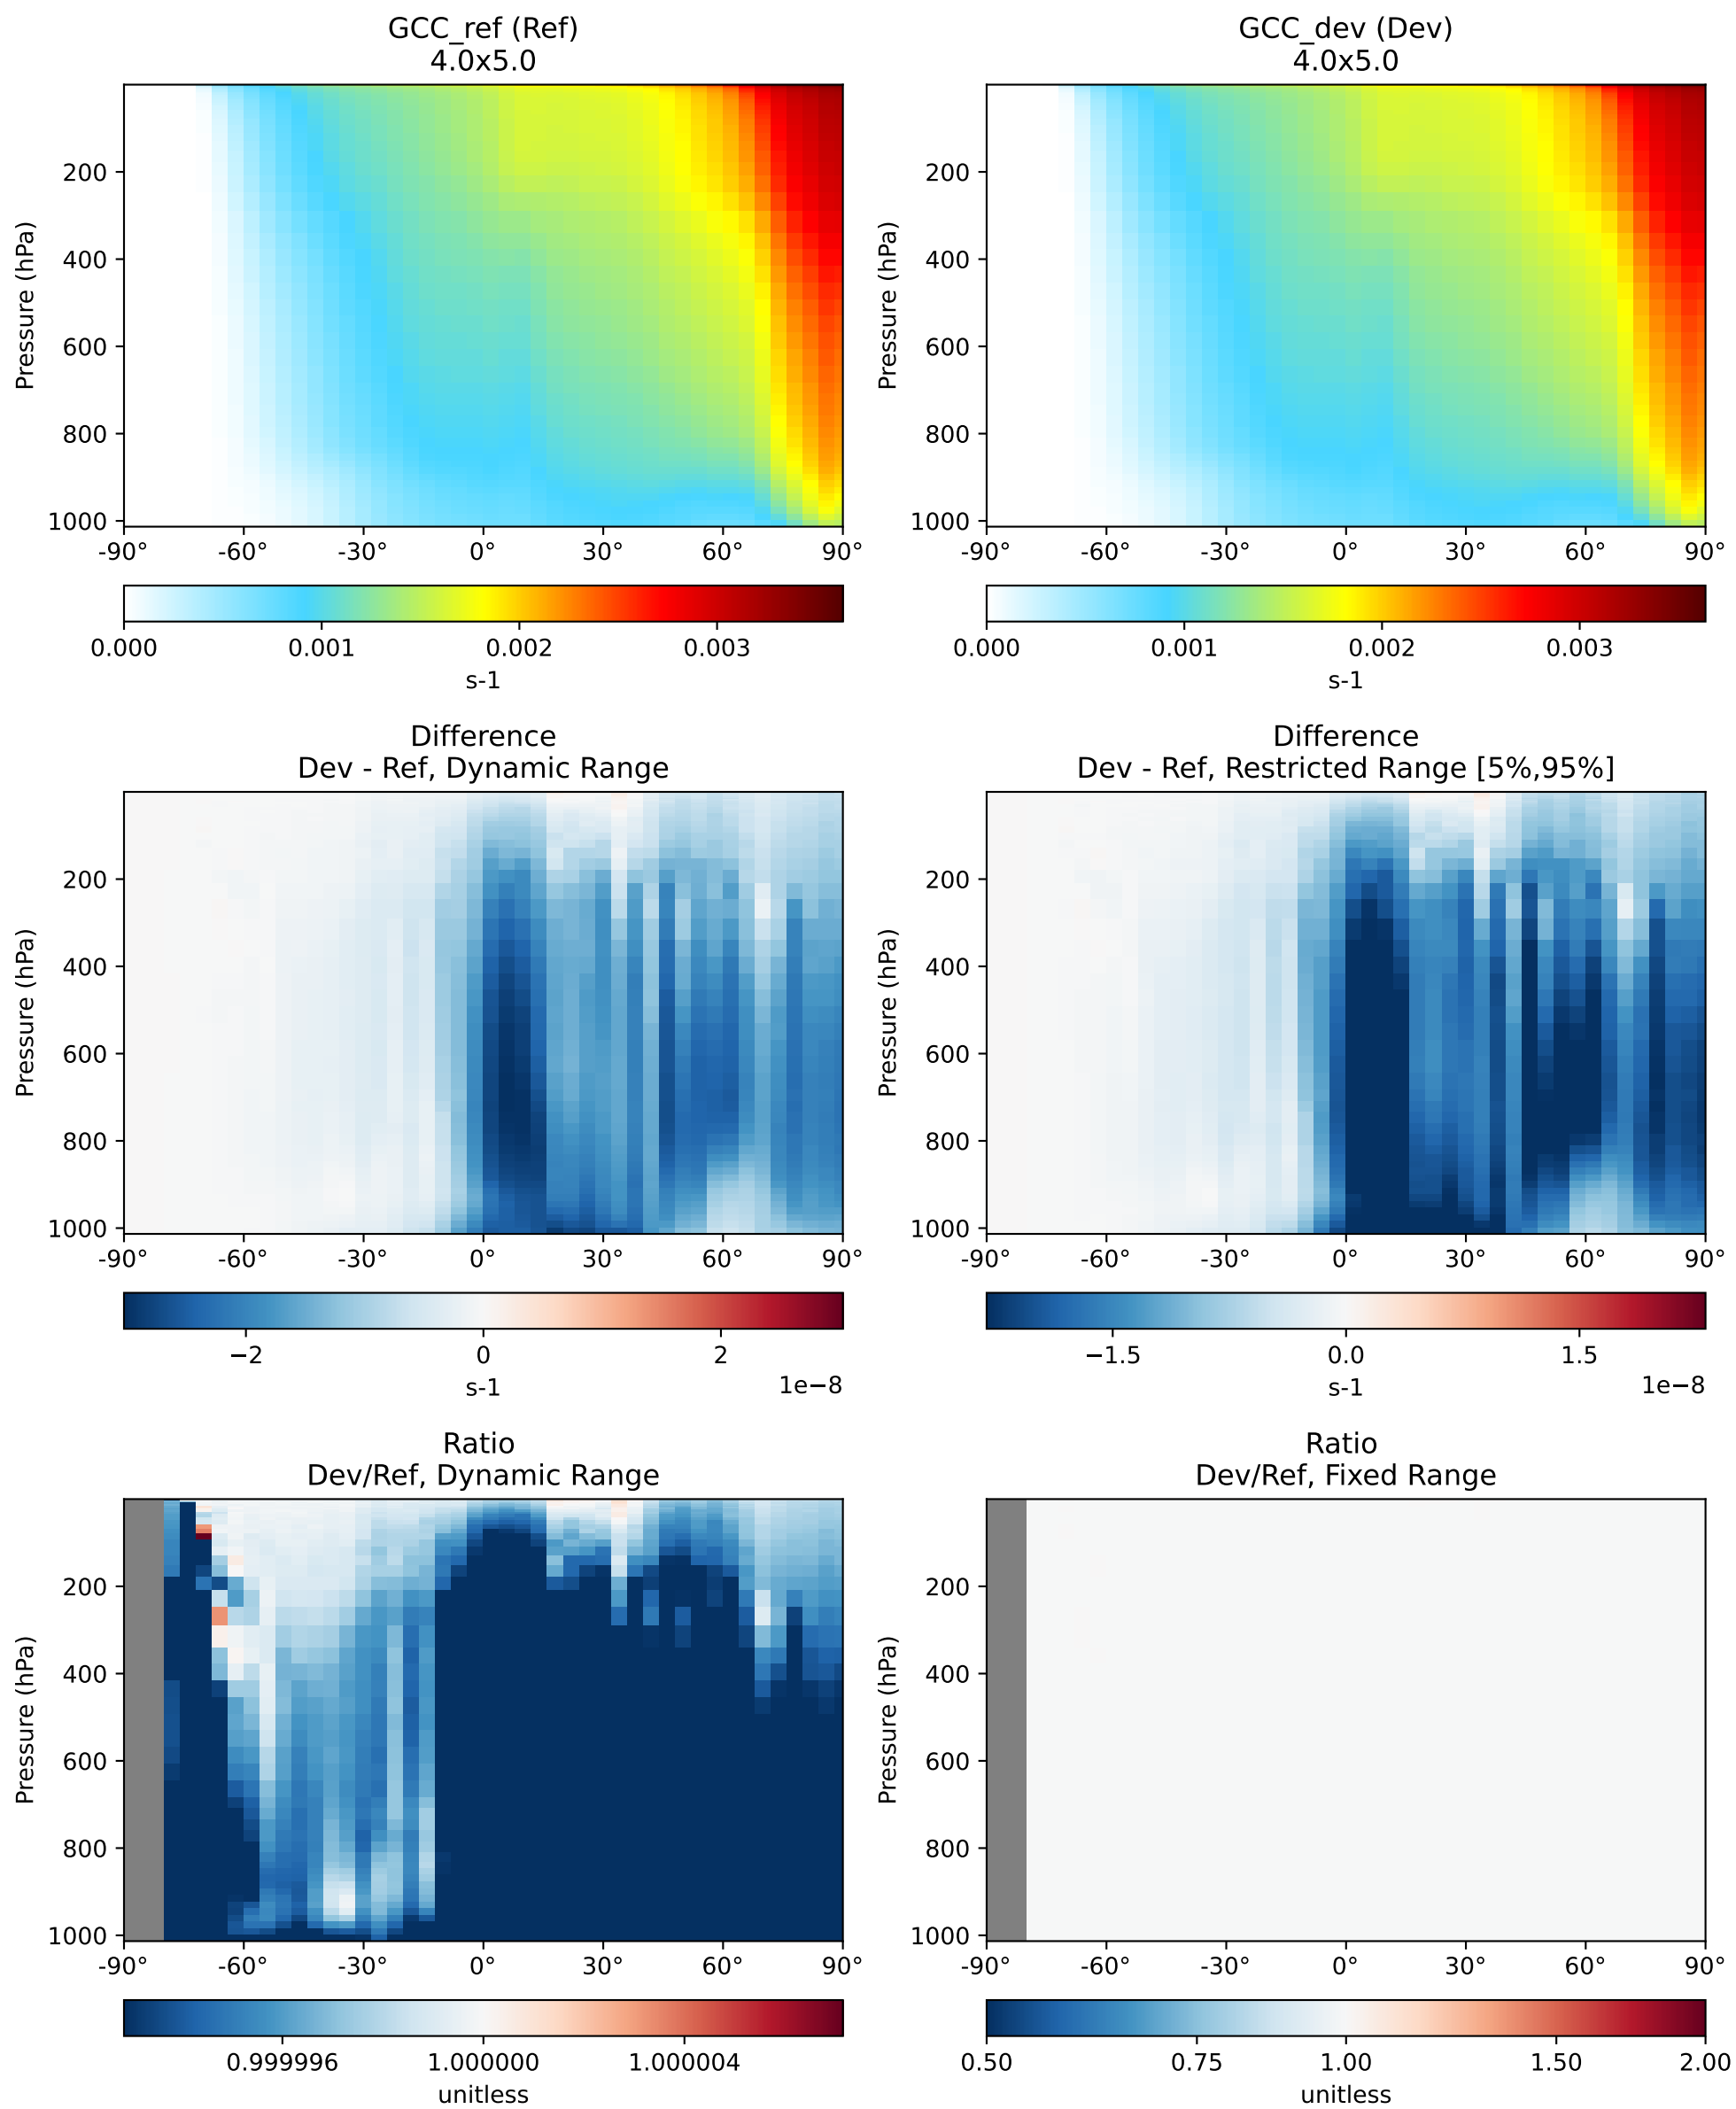 GCC_ref (Ref)
4.0x5.0
Pressure (hPa)
200
400
600
800
1000
-90° -60° -30° 0° 30° 60° 90°
0.000 0.001 0.002 0.003
s-1
GCC_dev (Dev)
4.0x5.0
Pressure (hPa)
200
400
600
800
1000
-90° -60° -30° 0° 30° 60° 90°
0.000 0.001 0.002 0.003
s-1
Difference
Dev - Ref, Dynamic Range
Pressure (hPa)
200
400
600
800
1000
-90° -60° -30° 0° 30° 60° 90°
−2 0 2
s-1 1e−8
Difference
Dev - Ref, Restricted Range [5%,95%]
Pressure (hPa)
200
400
600
800
1000
-90° -60° -30° 0° 30° 60° 90°
−1.5 0.0 1.5
s-1 1e−8
Ratio
Dev/Ref, Dynamic Range
Pressure (hPa)
200
400
600
800
1000
-90° -60° -30° 0° 30° 60° 90°
0.999996 1.000000 1.000004
unitless
Ratio
Dev/Ref, Fixed Range
Pressure (hPa)
200
400
600
800
1000
-90° -60° -30° 0° 30° 60° 90°
0.50 0.75 1.00 1.50 2.00
unitless